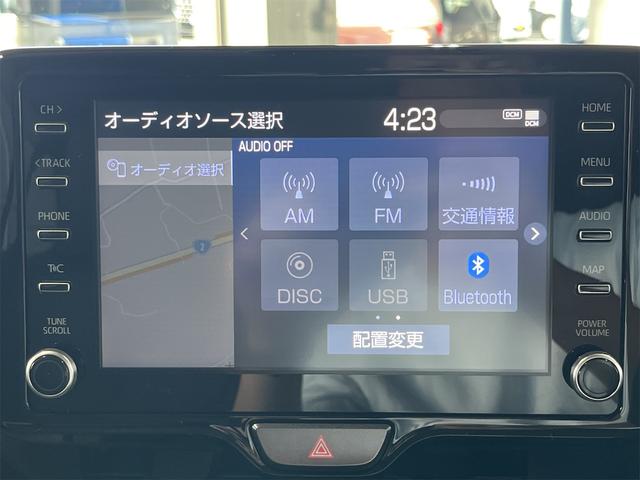 CH >
<TRACK
PHONE
T&C
TUNE
SCROLL
オーディオソース選択
4:23
DCM
DCM
オーディオ選択
AUDIO OFF
AM
FM
交通情報
DISC
USB
Bluetooth
配置変更
2
HOME
MENU
AUDIO
MAP
POWER
VOLUME